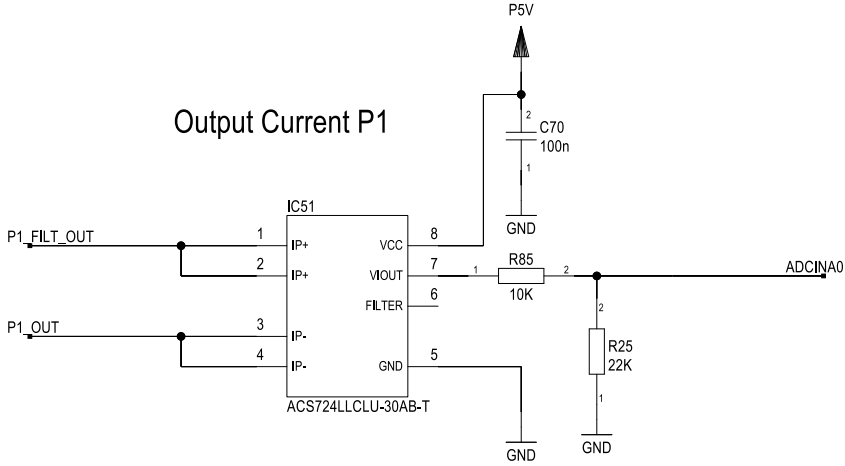 P5V
Output Current P1
2
C70
100n
1
GND
IC51
P1_FILT_OUT
1 IP+ VCC 8
2 IP+ VIOUT 7
1 R85 2
10K
ADCINA0
FILTER 6
P1_OUT
3 IP-
4 IP- GND 5
2
R25
22K
1
ACS724LLCLU-30AB-T
GND
GND